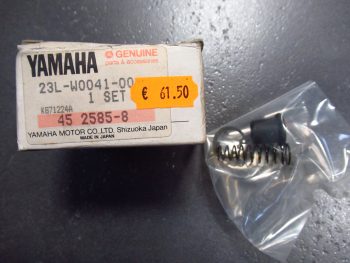 YAMAHA
GENUINE
parts & accessories
23L-W0041-00
1 SET
€ 61.50
K671224A
45 2585-8
YAMAHA MOTOR CO.,LTD. Shizuoka, Japan
MADE IN JAPAN